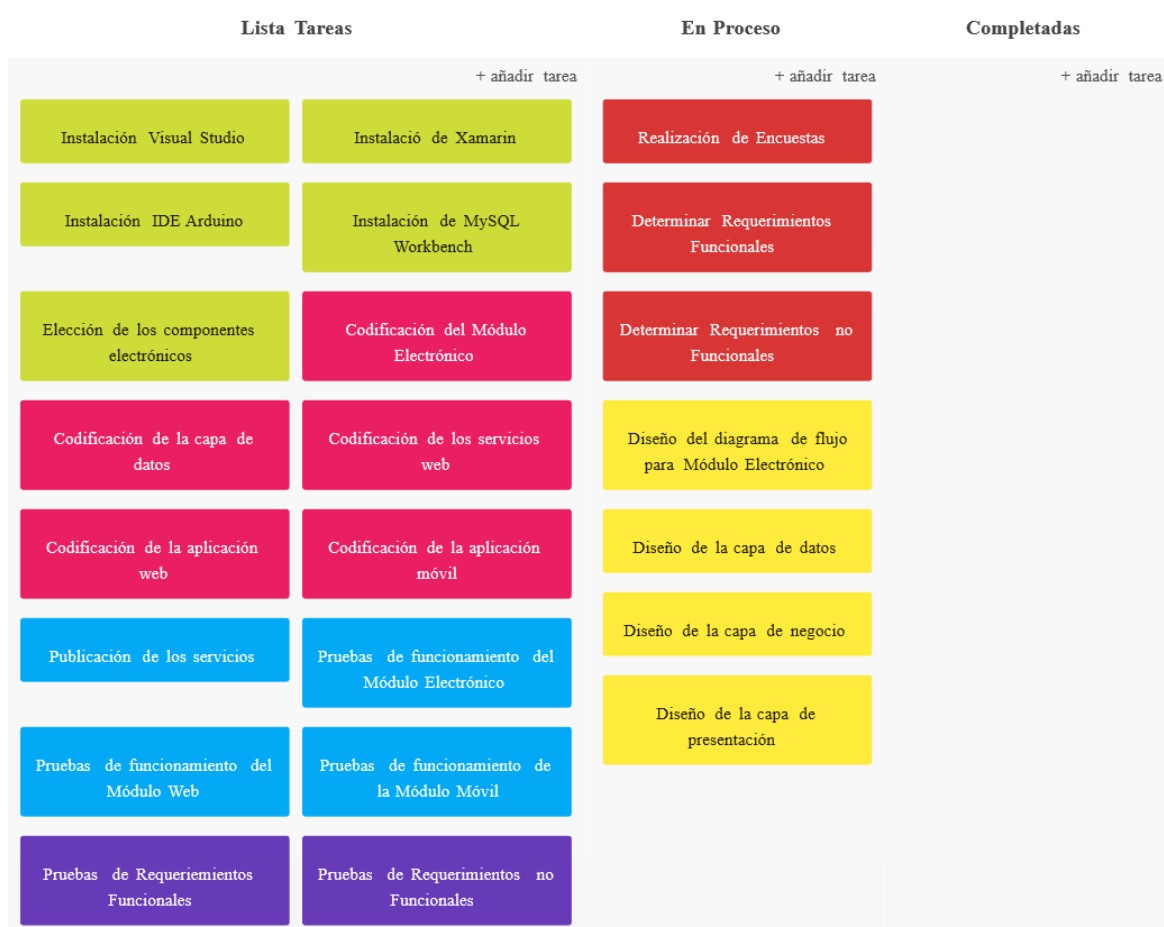 Lista Tareas
En Proceso
Completadas
+ añadir tarea
+ añadir tarea
+ añadir tarea
Instalación Visual Studio
Instalació de Xamarin
Realización de Encuestas
Instalación IDE Arduino
Instalación de MySQL
Workbench
Determinar Requerimientos
Funcionales
Elección de los componentes
electrónicos
Codificación del Módulo
Electrónico
Determinar Requerimientos no
Funcionales
Codificación de la capa de
datos
Codificación de los servicios
web
Diseño del diagrama de flujo
para Módulo Electrónico
Codificación de la aplicación
web
Codificación de la aplicación
móvil
Diseño de la capa de datos
Publicación de los servicios
Pruebas de funcionamiento del
Módulo Electrónico
Diseño de la capa de negocio
Diseño de la capa de
presentación
Pruebas de funcionamiento del
Módulo Web
Pruebas de funcionamiento de
la Módulo Móvil
Pruebas de Requeriemientos
Funcionales
Pruebas de Requerimientos no
Funcionales